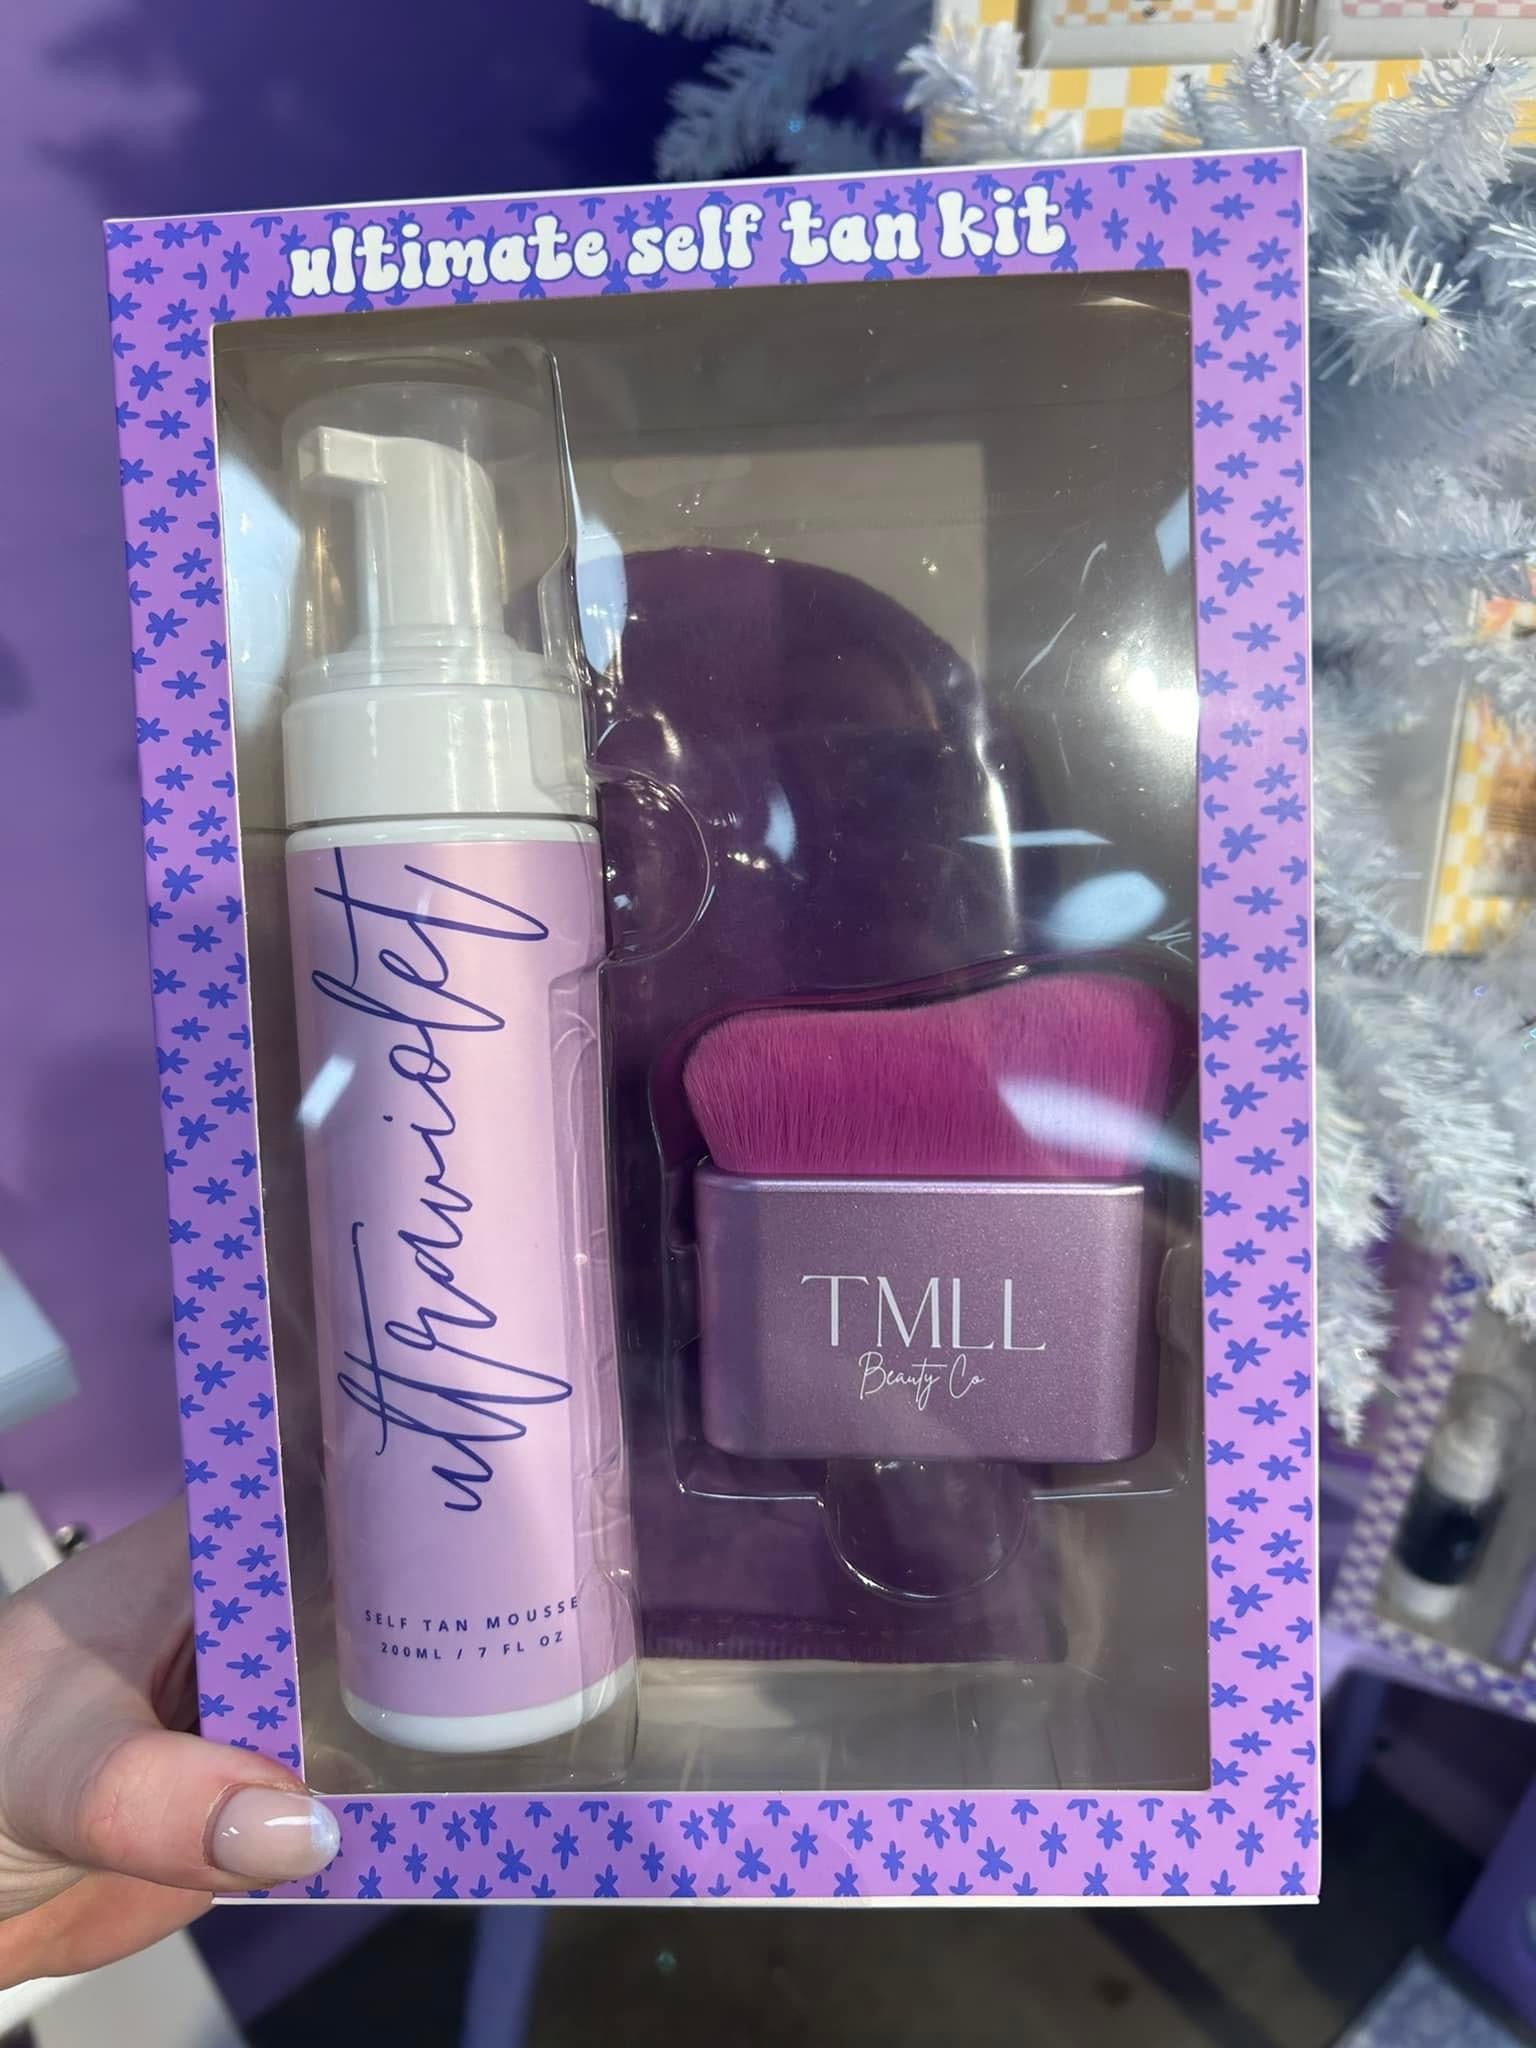 ultimate self tan kit
ultraviolet
SELF TAN MOUSSE
200ML / 7 FL OZ
TMLL
Beauty Co